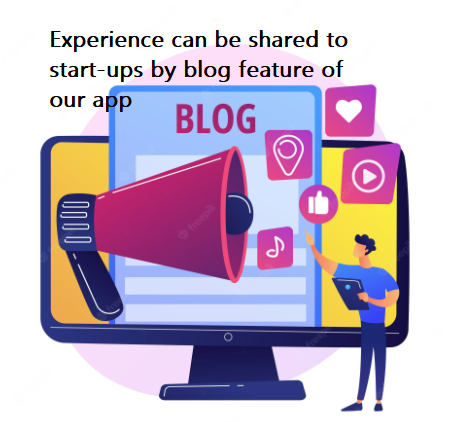 Experience can be shared to
start-ups by blog feature of
our app
BLOG